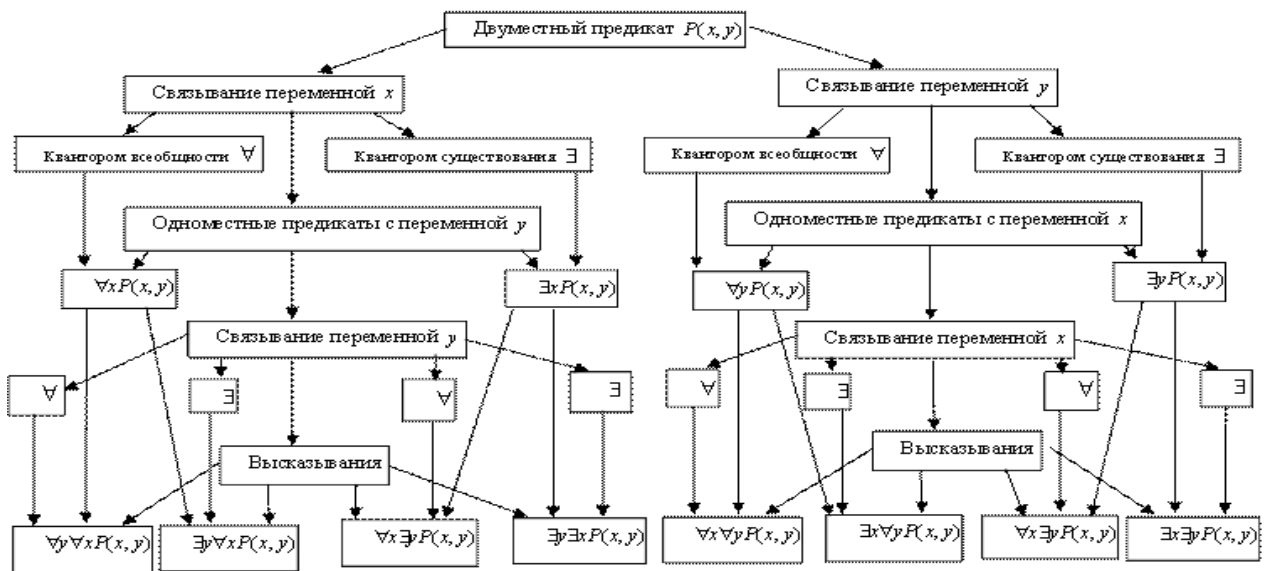 Двуместный предикат P(x, y)
Связывание переменной x
Связывание переменной y
Квантором всеобщности ∀
Квантором существования ∃
Квантором всеобщности ∀
Квантором существования ∃
Одноместные предикаты с переменной y
Одноместные предикаты с переменной x
∀xP(x, y)
∃xP(x, y)
∀yP(x, y)
∃yP(x, y)
Связывание переменной y
Связывание переменной x
∀
∃
∀
∃
∀
∃
∀
∃
Высказывания
Высказывания
∀y∀xP(x, y)
∃y∀xP(x, y)
∀x∃yP(x, y)
∃y∃xP(x, y)
∀x∀yP(x, y)
∃x∀yP(x, y)
∀x∃yP(x, y)
∃x∃yP(x, y)